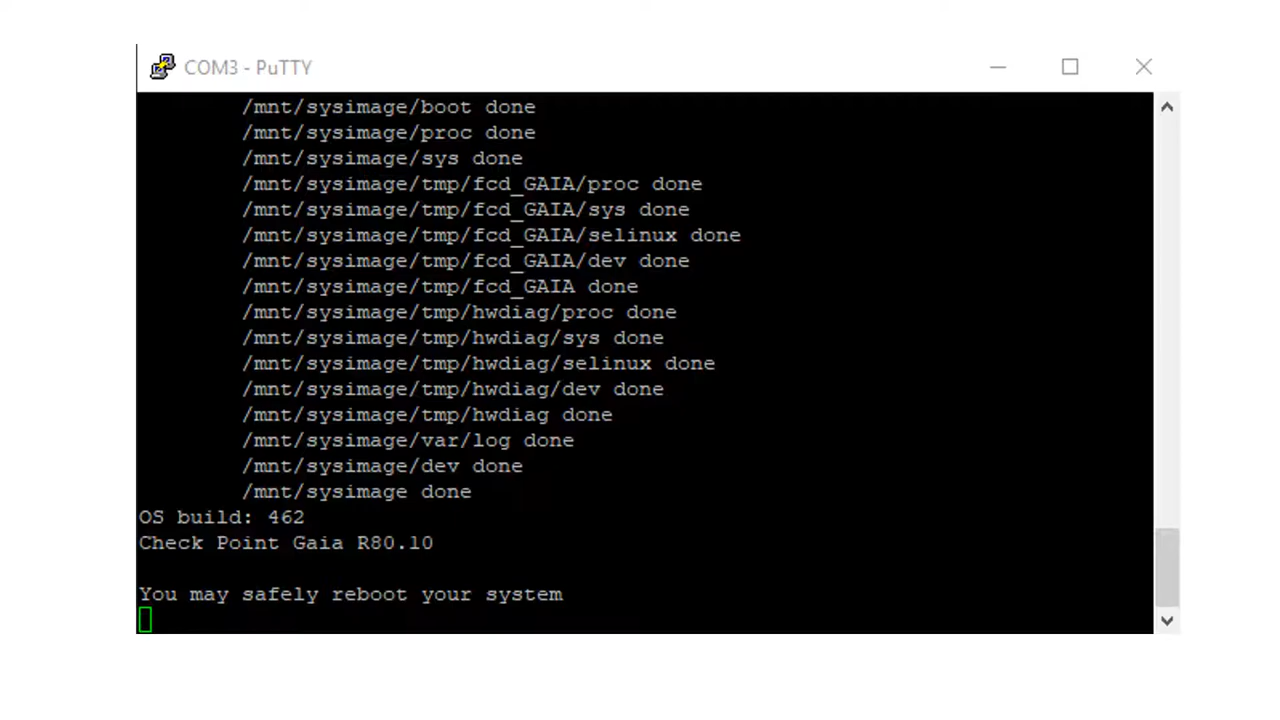 COM3 - PuTTY
/mnt/sysimage/boot done
/mnt/sysimage/proc done
/mnt/sysimage/sys done
/mnt/sysimage/tmp/fcd_GAIA/proc done
/mnt/sysimage/tmp/fcd_GAIA/sys done
/mnt/sysimage/tmp/fcd_GAIA/selinux done
/mnt/sysimage/tmp/fcd_GAIA/dev done
/mnt/sysimage/tmp/fcd_GAIA done
/mnt/sysimage/tmp/hwdiag/proc done
/mnt/sysimage/tmp/hwdiag/sys done
/mnt/sysimage/tmp/hwdiag/selinux done
/mnt/sysimage/tmp/hwdiag/dev done
/mnt/sysimage/tmp/hwdiag done
/mnt/sysimage/var/log done
/mnt/sysimage/dev done
/mnt/sysimage done
OS build: 462
Check Point Gaia R80.10
You may safely reboot your system